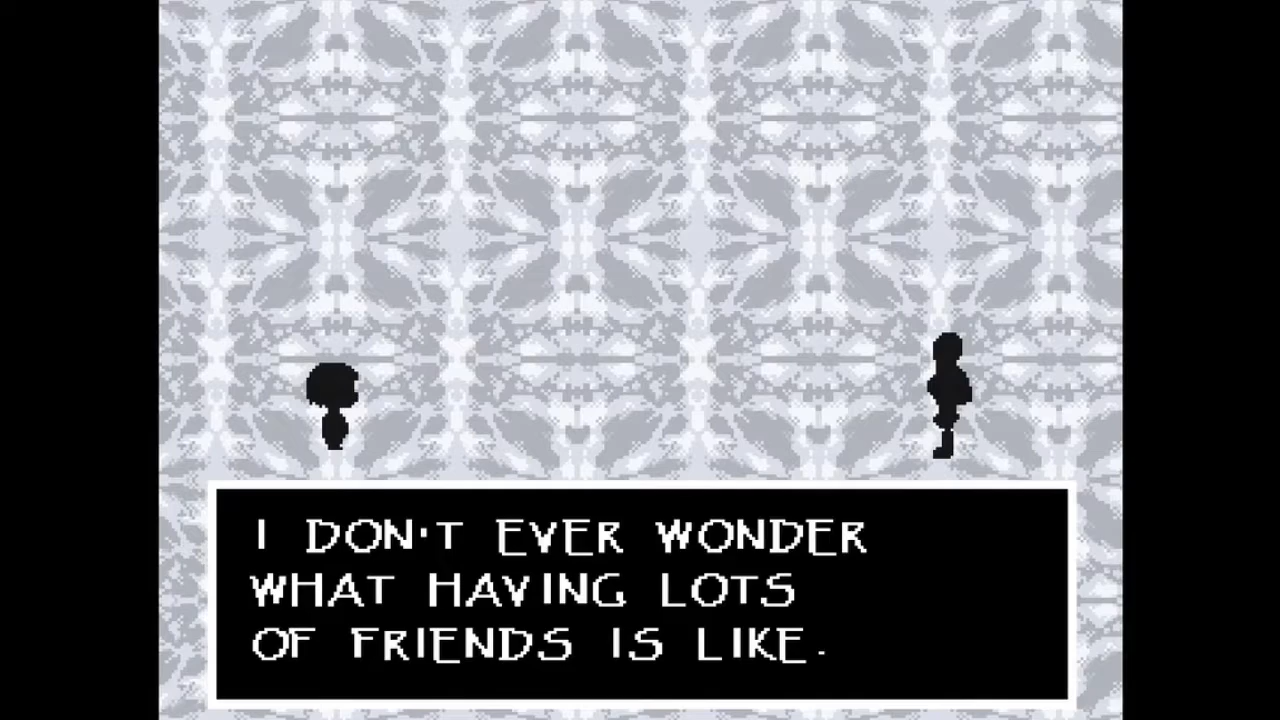 I DON'T EVER WONDER
WHAT HAVING LOTS
OF FRIENDS IS LIKE.